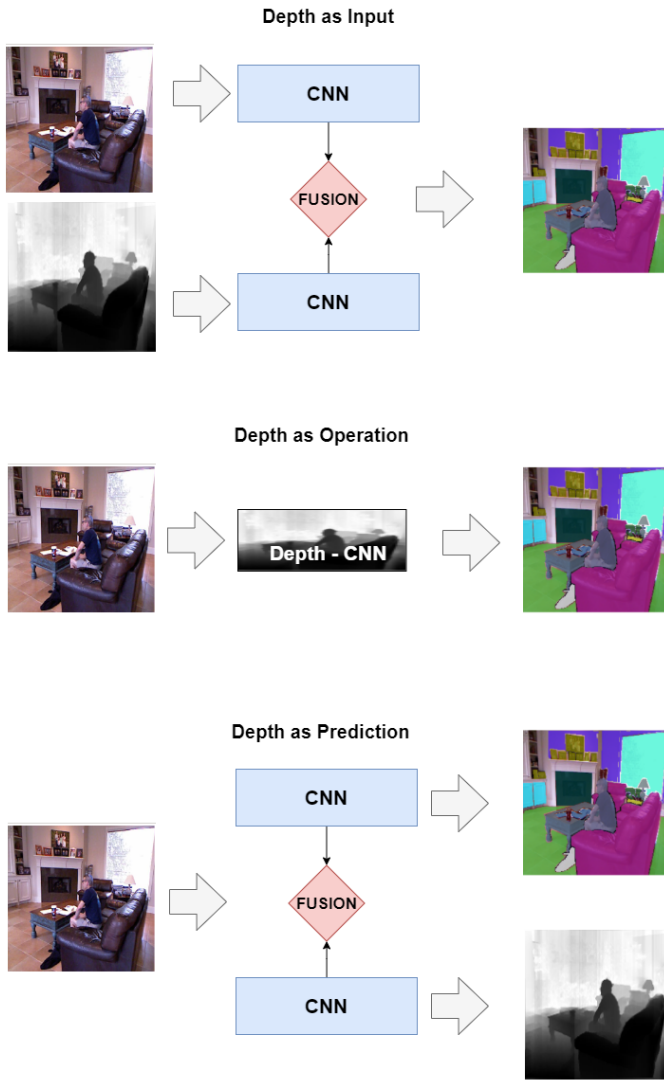 Depth as Input
CNN
FUSION
CNN
Depth as Operation
Depth - CNN
Depth as Prediction
CNN
FUSION
CNN